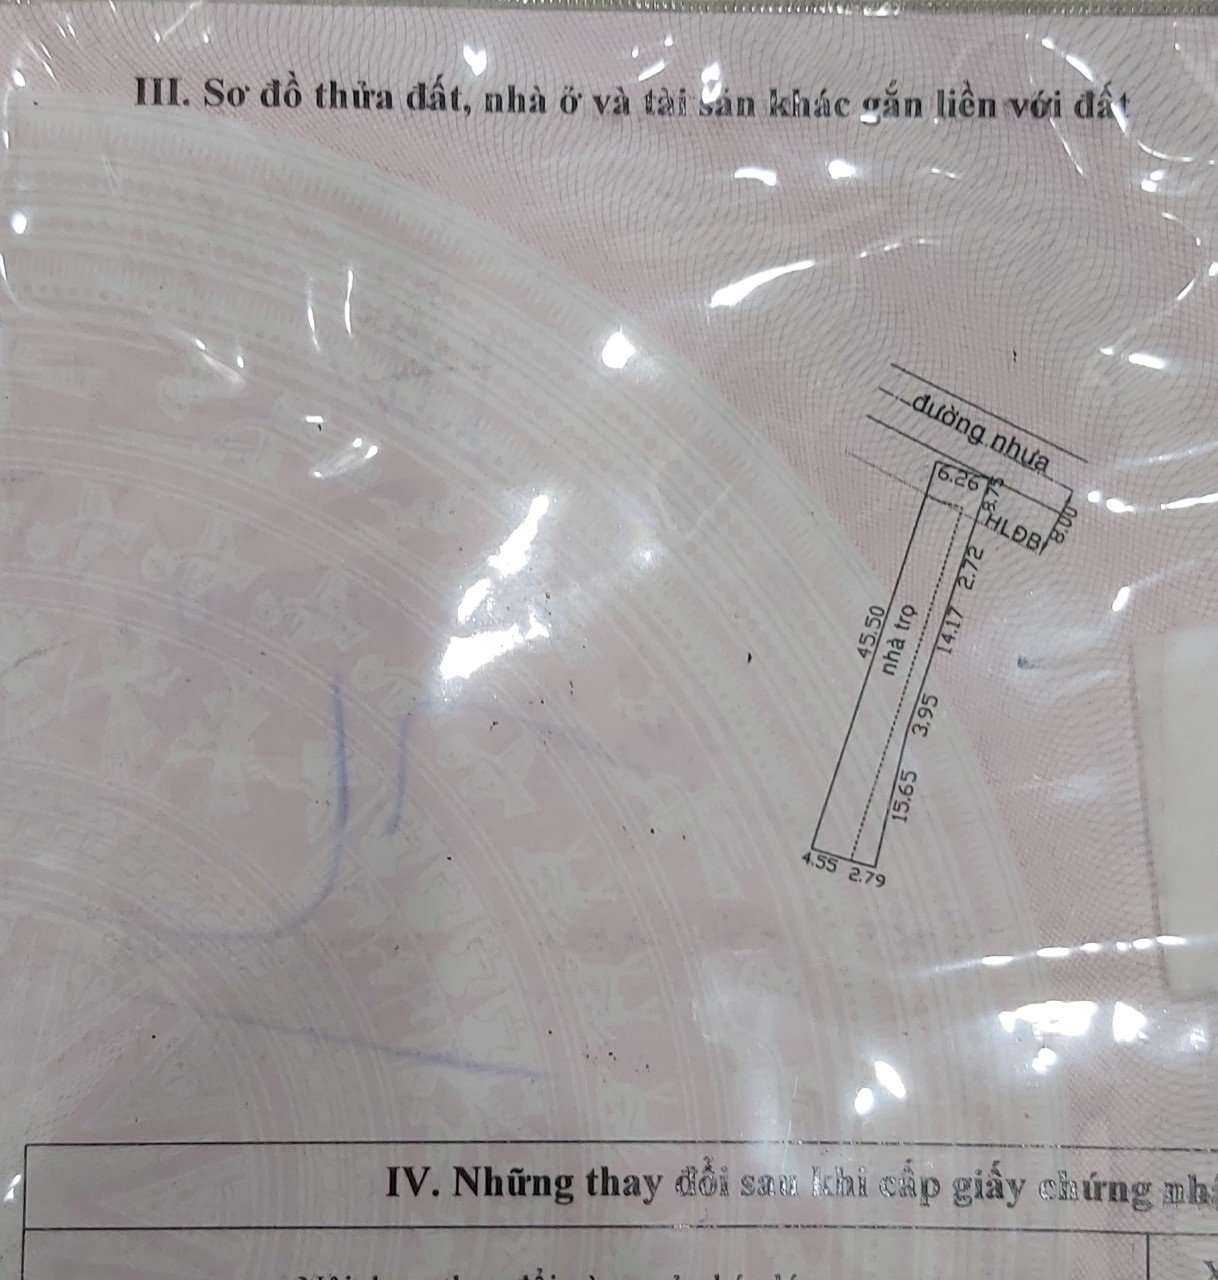 III. Sơ đồ thửa đất, nhà ở và tài sản khác gắn liền với đất
đường nhựa
6.26
8.75
HLĐB
8.00
2.72
45.50
nhà trọ
14.17
3.95
15.65
4.55
2.79
IV. Những thay đổi sau khi cấp giấy chứng